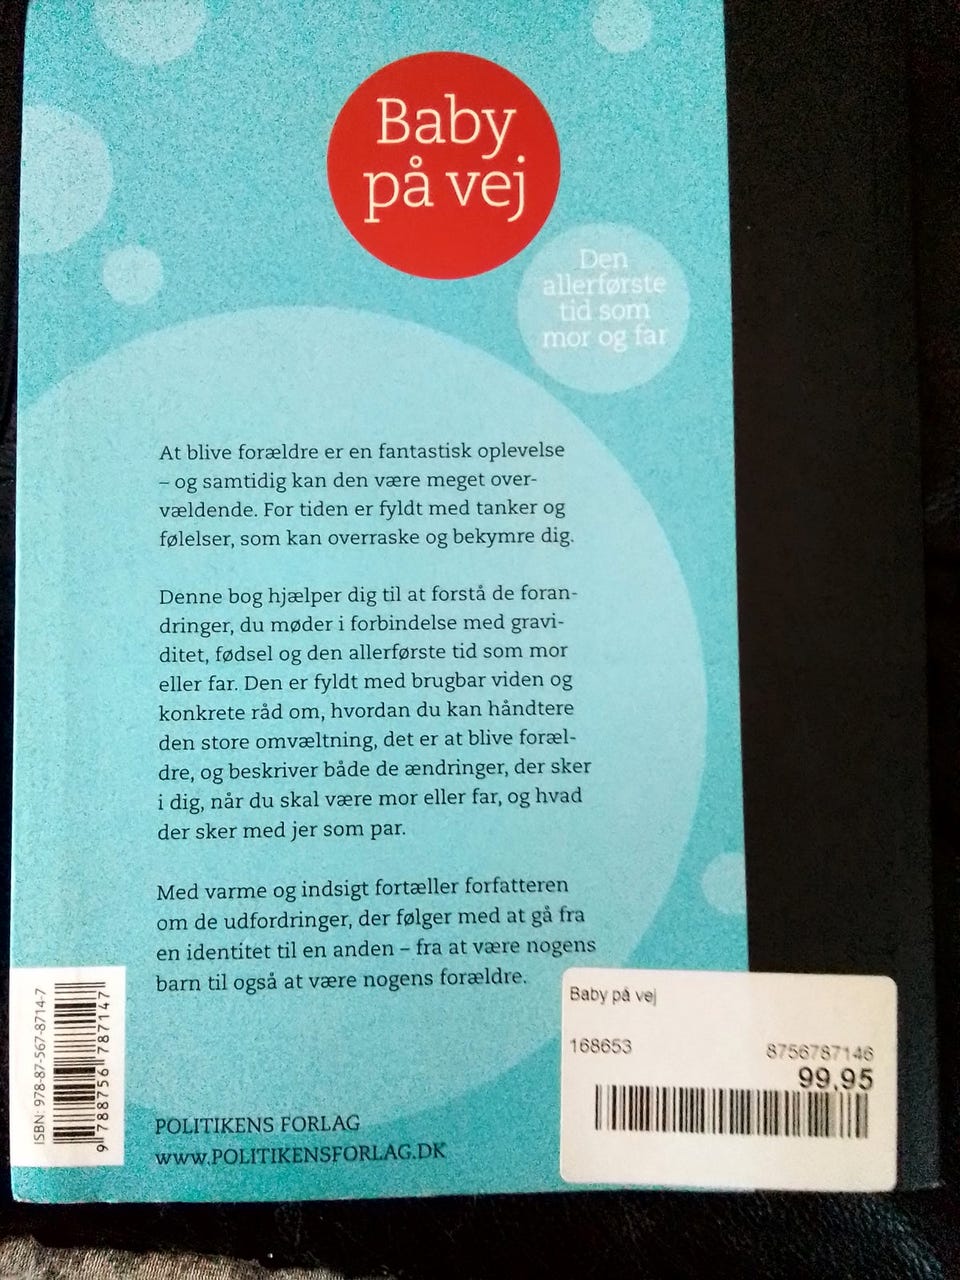 Baby
på vej
Den
allerførste
tid som
mor og far
At blive forældre er en fantastisk oplevelse
– og samtidig kan den være meget over-
vældende. For tiden er fyldt med tanker og
følelser, som kan overraske og bekymre dig.
Denne bog hjælper dig til at forstå de foran-
dringer, du møder i forbindelse med gravi-
ditet, fødsel og den allerførste tid som mor
eller far. Den er fyldt med brugbar viden og
konkrete råd om, hvordan du kan håndtere
den store omvæltning, det er at blive foræl-
dre, og beskriver både de ændringer, der sker
i dig, når du skal være mor eller far, og hvad
der sker med jer som par.
Med varme og indsigt fortæller forfatteren
om de udfordringer, der følger med at gå fra
en identitet til en anden – fra at være nogens
barn til også at være nogens forældre.
POLITIKENS FORLAG
WWW.POLITIKENSFORLAG.DK
ISBN: 978-87-567-8714-7
9 788756 787147
Baby på vej
168653 8756787146
99,95